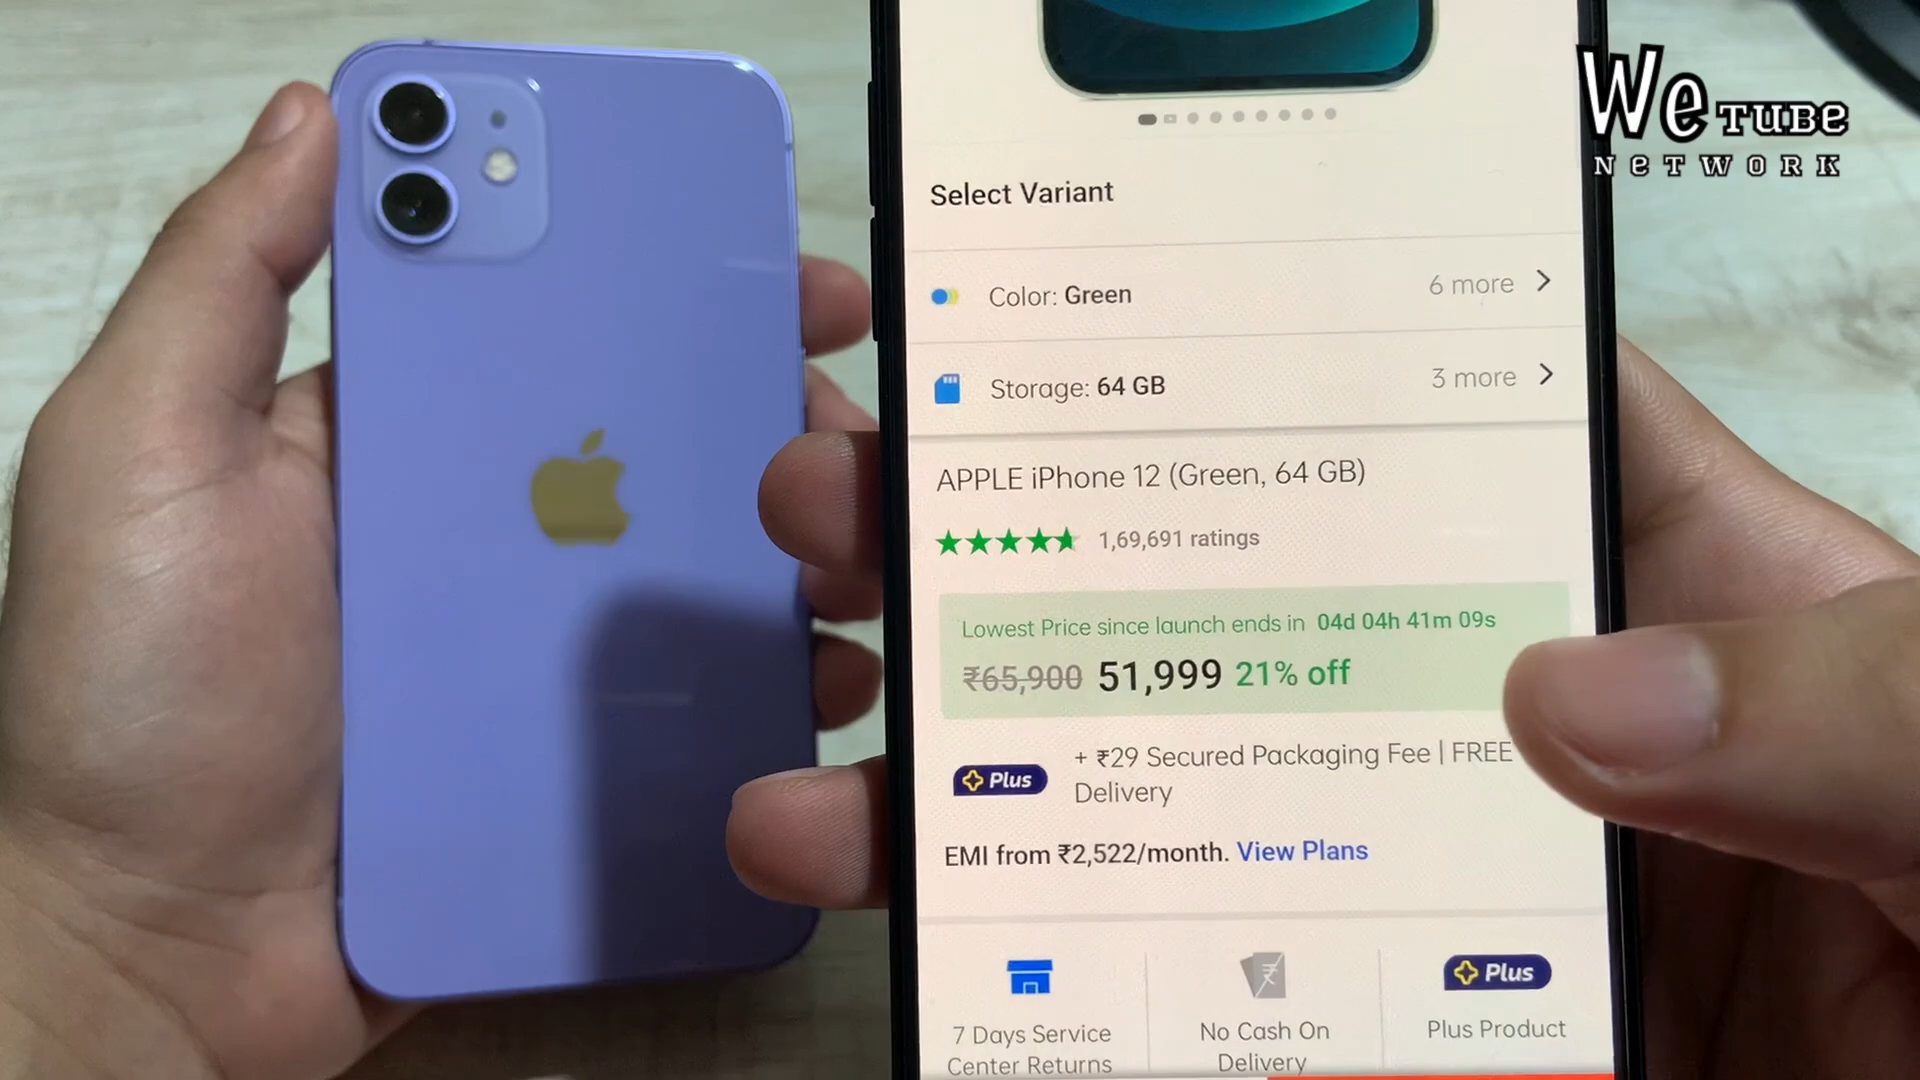 We TUBE
NETWORK
Select Variant
Color: Green
6 more
Storage: 64 GB
3 more
APPLE iPhone 12 (Green, 64 GB)
1,69,691 ratings
Lowest Price since launch ends in 04d 04h 41m 09s
₹65,900 51,999 21% off
Plus
+ ₹29 Secured Packaging Fee | FREE
Delivery
EMI from ₹2,522/month. View Plans
7 Days Service
Center Returns
No Cash On
Delivery
Plus
Plus Product